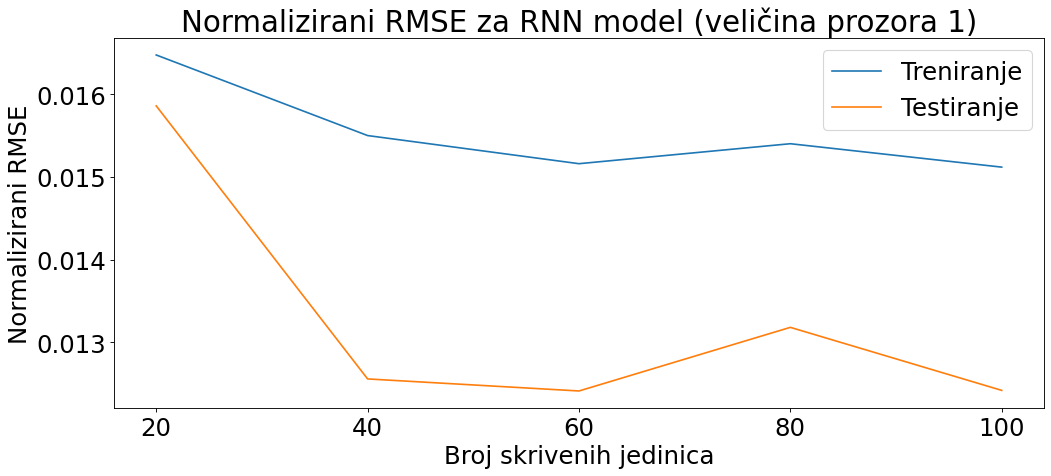 Normalizirani RMSE za RNN model (veličina prozora 1)
Treniranje
Testiranje
Normalizirani RMSE
0.016
0.015
0.014
0.013
20 40 60 80 100
Broj skrivenih jedinica